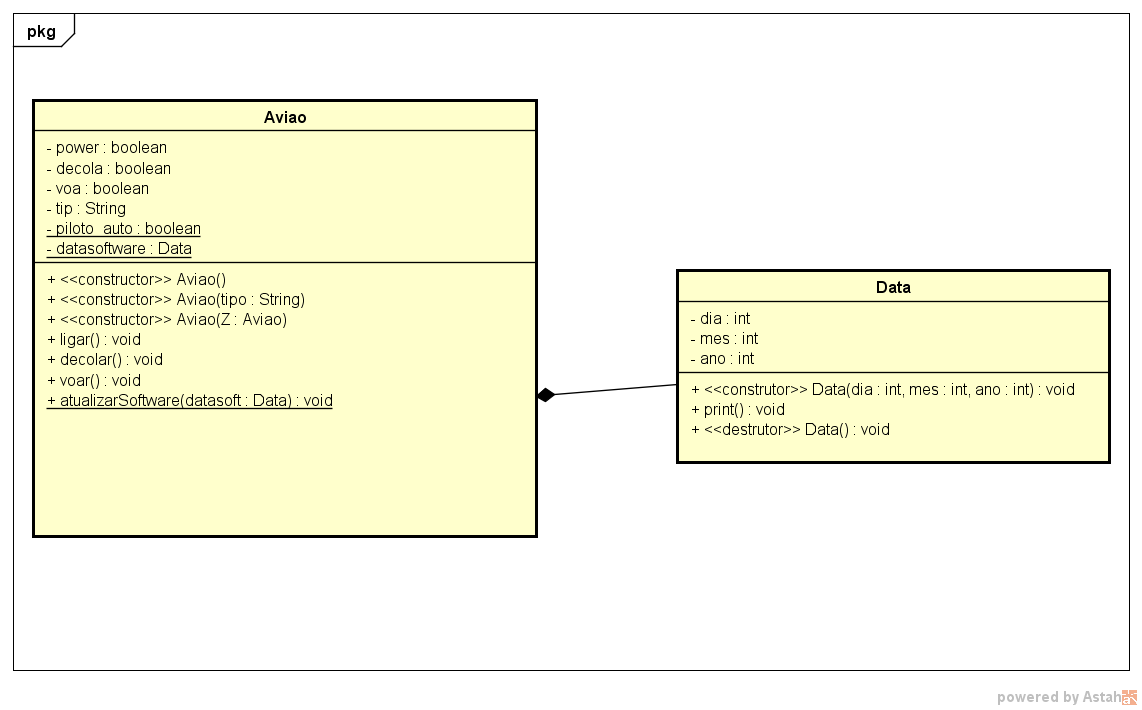 pkg
Aviao
- power : boolean
- decola : boolean
- voa : boolean
- tip : String
- piloto_auto : boolean
- datasoftware : Data
+ <<constructor>> Aviao()
+ <<constructor>> Aviao(tipo : String)
+ <<constructor>> Aviao(Z : Aviao)
+ ligar() : void
+ decolar() : void
+ voar() : void
+ atualizarSoftware(datasoft : Data) : void
Data
- dia : int
- mes : int
- ano : int
+ <<construtor>> Data(dia : int, mes : int, ano : int) : void
+ print() : void
+ <<destrutor>> Data() : void
powered by Astah